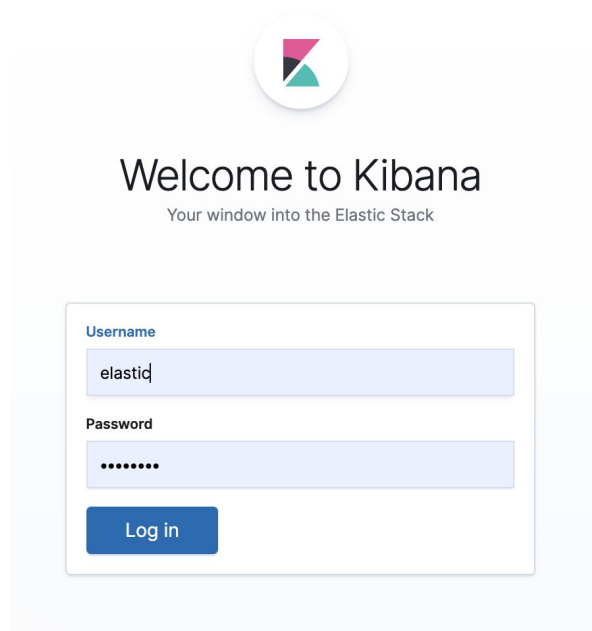 Welcome to Kibana
Your window into the Elastic Stack
Username
elastic
Password
••••••••
Log in